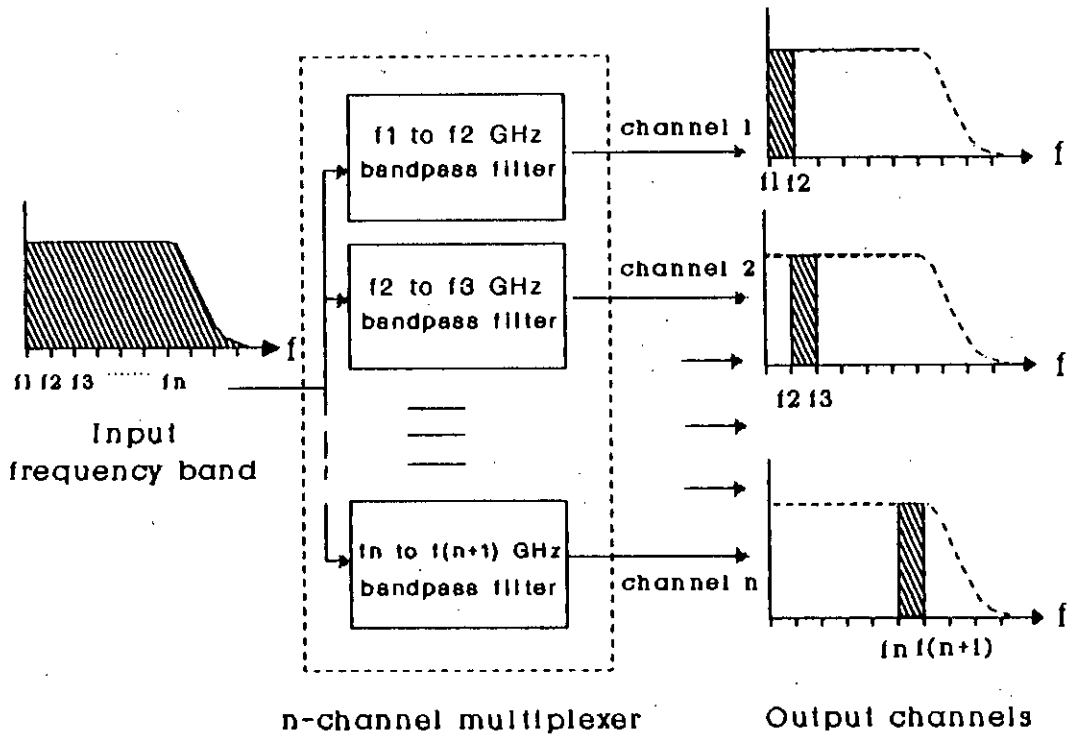 f1 to f2 GHz
bandpass filter
channel 1
f
f1 f2
f
f1 f2 f3 ...... fn
Input
frequency band
f2 to f3 GHz
bandpass filter
channel 2
f
f2 f3
fn to f(n+1) GHz
bandpass filter
channel n
f
fn f(n+1)
n-channel multiplexer
Output channels